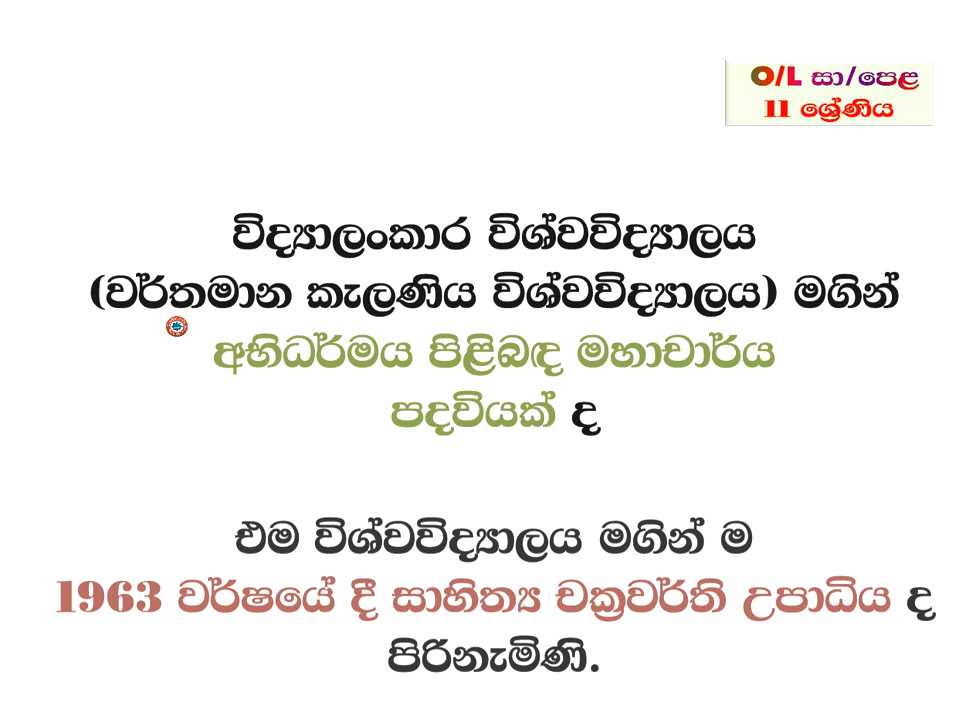 O/L සා/පෙළ
11 ශ්‍රේණිය
විද්‍යාලංකාර විශ්වවිද්‍යාලය
(වර්තමාන කැලණිය විශ්වවිද්‍යාලය) මගින්
අභිධර්මය පිළිබඳ මහාචාර්ය
පදවියක් ද
එම විශ්වවිද්‍යාලය මගින් ම
1963 වර්ෂයේ දී සාහිත්‍ය චක්‍රවර්ති උපාධිය ද
පිරිනැමිණි.